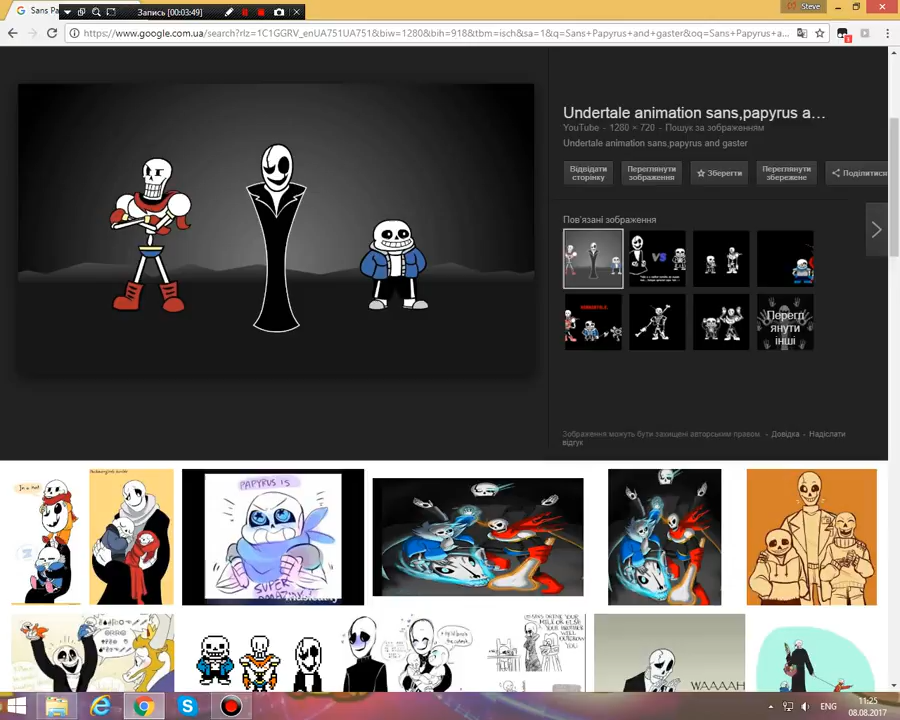 Sans Pa
Запись [00:03:49]
Steve
https://www.google.com.ua/search?rlz=1C1GGRV_enUA751UA751&biw=1280&bih=918&tbm=isch&sa=1&q=Sans+Papyrus+and+gaster&oq=Sans+Papyrus+a...
Undertale animation sans,papyrus a...
YouTube - 1280 × 720 - Пошук за зображенням
Undertale animation sans,papyrus and gaster
Відвідати сторінку
Переглянути зображення
Зберегти
Переглянути збережене
Поділитися
Пов'язані зображення
VS
Перегл
янути
інші
Зображення можуть бути захищені авторським правом. - Довідка - Надіслати
відгук
PAPYRUS IS
SUPER
WAAAAH
ENG
11:25
08.08.2017